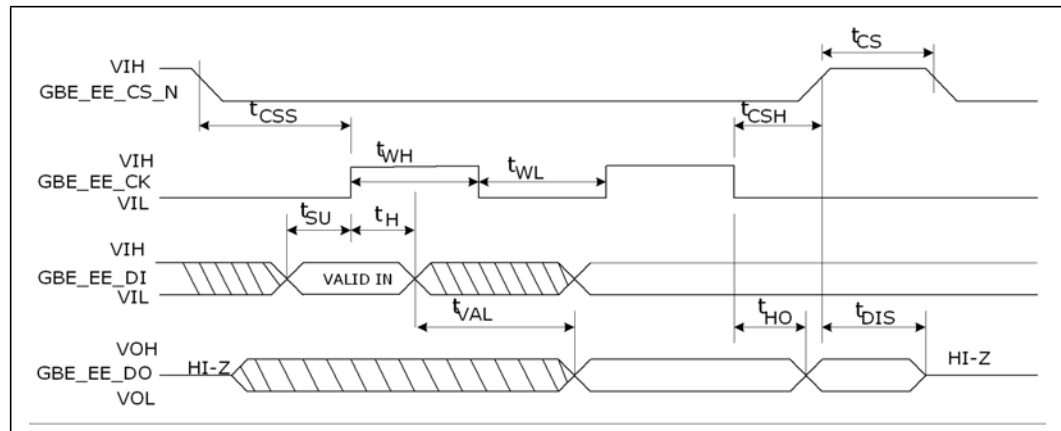 tCS
VIH
GBE_EE_CS_N
tCSS
tCSH
VIH
tWH
GBE_EE_CK
tWL
VIL
tSU
tH
VIH
GBE_EE_DI
VALID IN
VIL
tVAL
tHO
tDIS
VOH
GBE_EE_DO
HI-Z
HI-Z
VOL